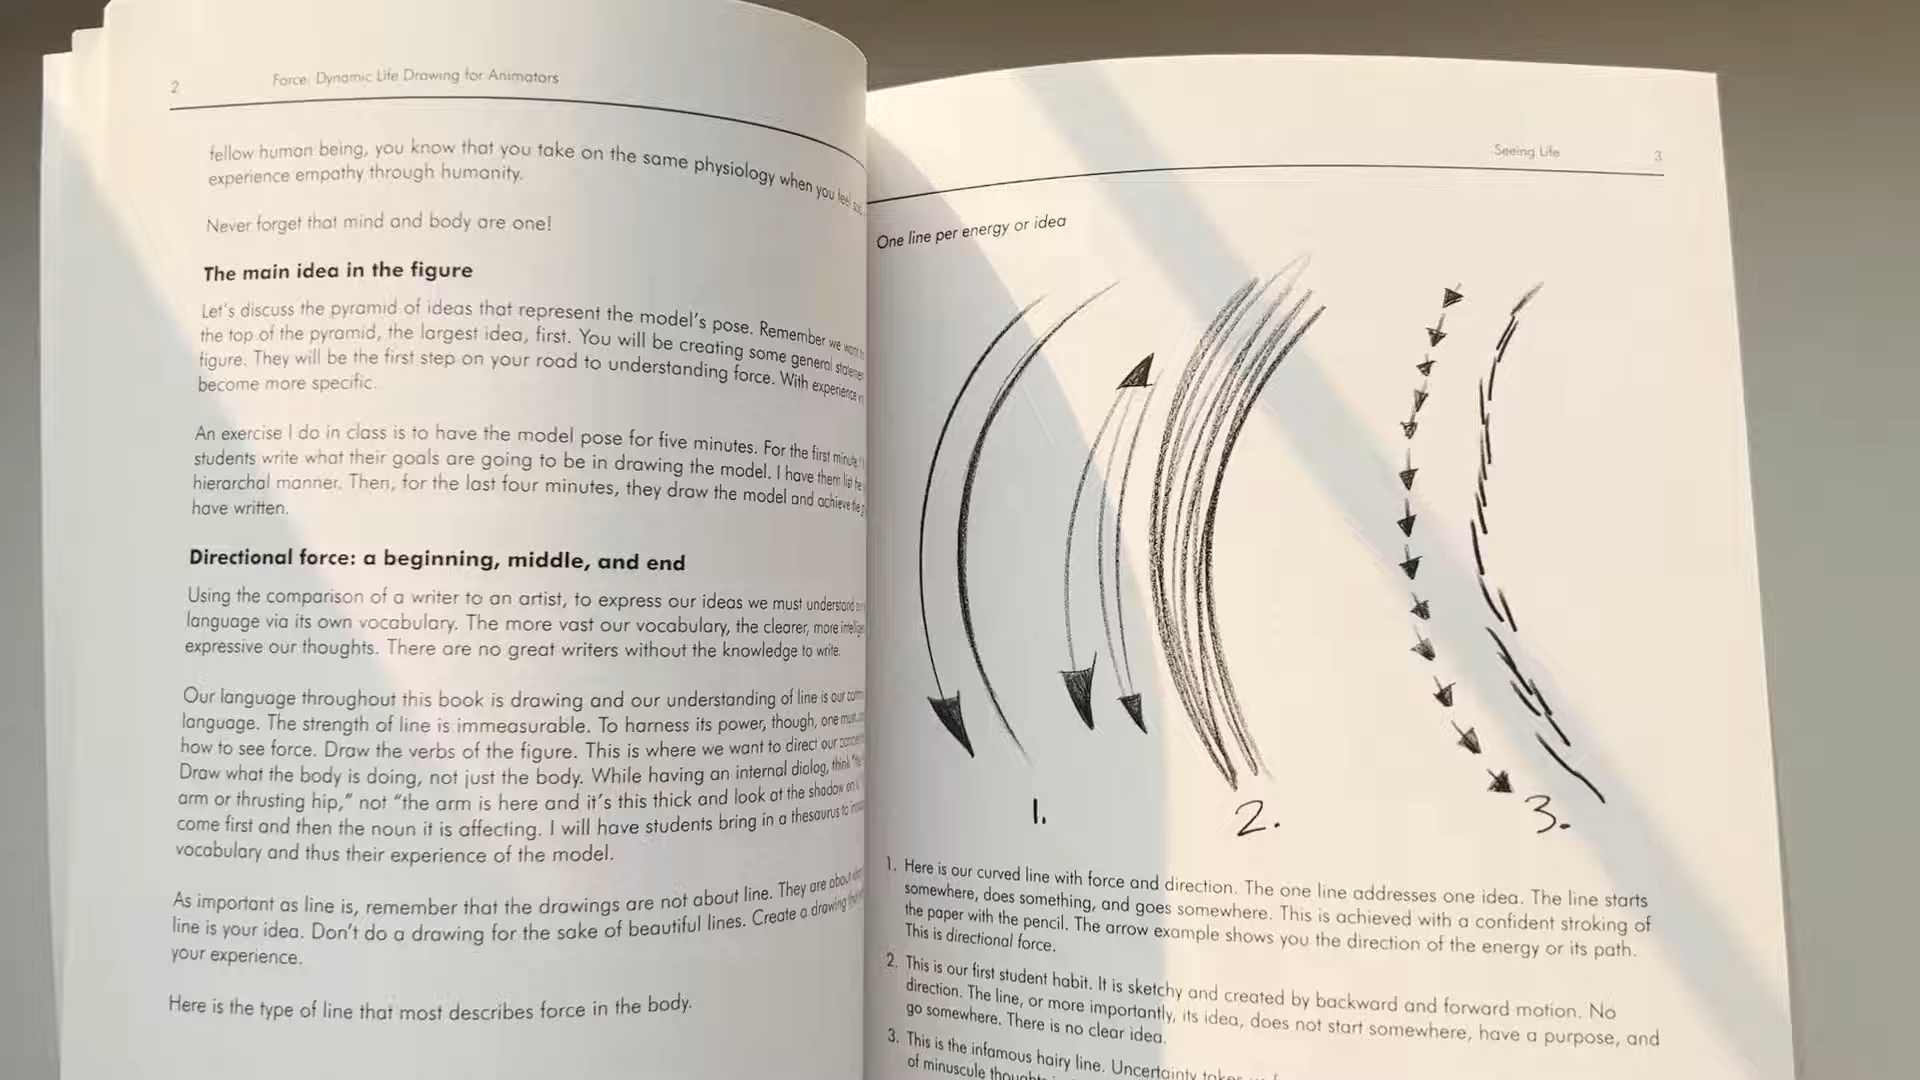 2
Force: Dynamic Life Drawing for Animators
fellow human being, you know that you take on the same physiology when you feel
experience empathy through humanity.
Never forget that mind and body are one!
The main idea in the figure
Let's discuss the pyramid of ideas that represent the model's pose. Remember we want
the top of the pyramid, the largest idea, first. You will be creating some general
figure. They will be the first step on your road to understanding force. With experience
become more specific.
An exercise I do in class is to have the model pose for five minutes. For the first minute,
students write what their goals are going to be in drawing the model. I have them list
hierarchal manner. Then, for the last four minutes, they draw the model and achieve the
have written.
Directional force: a beginning, middle, and end
Using the comparison of a writer to an artist, to express our ideas we must understand
language via its own vocabulary. The more vast our vocabulary, the clearer, more
expressive our thoughts. There are no great writers without the knowledge to write.
Our language throughout this book is drawing and our understanding of line is our
language. The strength of line is immeasurable. To harness its power, though, one must
how to see force. Draw the verbs of the figure. This is where we want to direct our
Draw what the body is doing, not just the body. While having an internal dialog, think
arm or thrusting hip," not "the arm is here and it's this thick and look at the shadow on
come first and then the noun it is affecting. I will have students bring in a thesaurus to
vocabulary and thus their experience of the model.
As important as line is, remember that the drawings are not about line. They are about
line is your idea. Don't do a drawing for the sake of beautiful lines. Create a drawing
your experience.
Here is the type of line that most describes force in the body.
Seeing Life
3
One line per energy or idea
1.
2.
3.
1. Here is our curved line with force and direction. The one line addresses one idea. The line starts
somewhere, does something, and goes somewhere. This is achieved with a confident stroking of
the paper with the pencil. The arrow example shows you the direction of the energy or its path.
This is directional force.
2. This is our first student habit. It is sketchy and created by backward and forward motion. No
direction. The line, or more importantly, its idea, does not start somewhere, have a purpose, and
go somewhere. There is no clear idea.
3. This is the infamous hairy line. Uncertainty
of minuscule